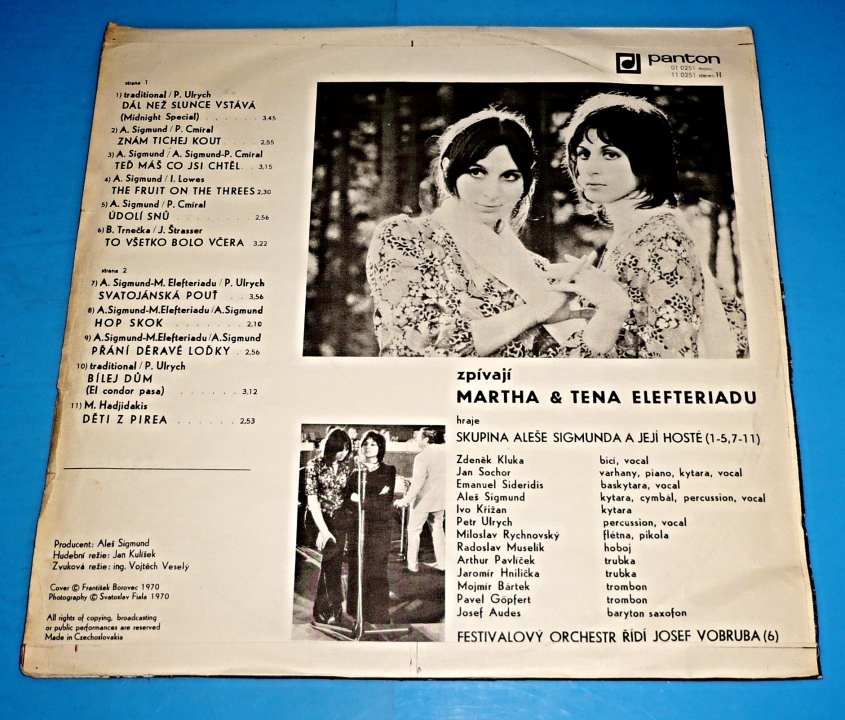 panton
01 0251 mono
11 0251 stereo H
strana 1
1) traditional / P. Ulrych
DÁL NEŽ SLUNCE VSTÁVÁ
(Midnight Special) . . . . . . 3,45
2) A. Sigmund / P. Cmíral
ZNÁM TICHEJ KOUT . . . . 2,55
3) A. Sigmund / A. Sigmund-P. Cmíral
TEĎ MÁŠ CO JSI CHTĚL . . 3,15
4) A. Sigmund / I. Lowes
THE FRUIT ON THE THREES 2,30
5) A. Sigmund / P. Cmíral
ÚDOLÍ SNŮ . . . . . . . 2,56
6) B. Trnečka / J. Štrasser
TO VŠETKO BOLO VČERA 3,22
strana 2
7) A. Sigmund-M. Elefteriadu / P. Ulrych
SVATOJÁNSKÁ POUŤ . . 3,56
8) A.Sigmund-M.Elefteriadu /A.Sigmund
HOP SKOK . . . . . . . 2,10
9) A.Sigmund-M.Elefteriadu/A.Sigmund
PŘÁNÍ DĚRAVÉ LOĎKY . 2,56
10) traditional / P. Ulrych
BÍLEJ DŮM
(El condor pasa) . . . . . . 3,12
11) M. Hadjidakis
DĚTI Z PIREA . . . . . . 2,53
zpívají
MARTHA & TENA ELEFTERIADU
hraje
SKUPINA ALEŠE SIGMUNDA A JEJÍ HOSTÉ (1-5,7-11)
Zdeněk Kluka bicí, vocal
Jan Sochor varhany, piano, kytara, vocal
Emanuel Sideridis baskytara, vocal
Aleš Sigmund kytara, cymbál, percussion, vocal
Ivo Křižan kytara
Petr Ulrych percussion, vocal
Miloslav Rychnovský flétna, pikola
Radoslav Muselík hoboj
Arthur Pavlíček trubka
Jaromír Hnilička trubka
Mojmír Bártek trombon
Pavel Göpfert trombon
Josef Audes baryton saxofon
FESTIVALOVÝ ORCHESTR ŘÍDÍ JOSEF VOBRUBA (6)
Producent: Aleš Sigmund
Hudební režie: Jan Kulíšek
Zvuková režie: ing. Vojtěch Veselý
Cover © František Borovec 1970
Photography © Svatoslav Fiala 1970
All rights of copying, broadcasting
or public performances are reserved
Made in Czechoslovakia